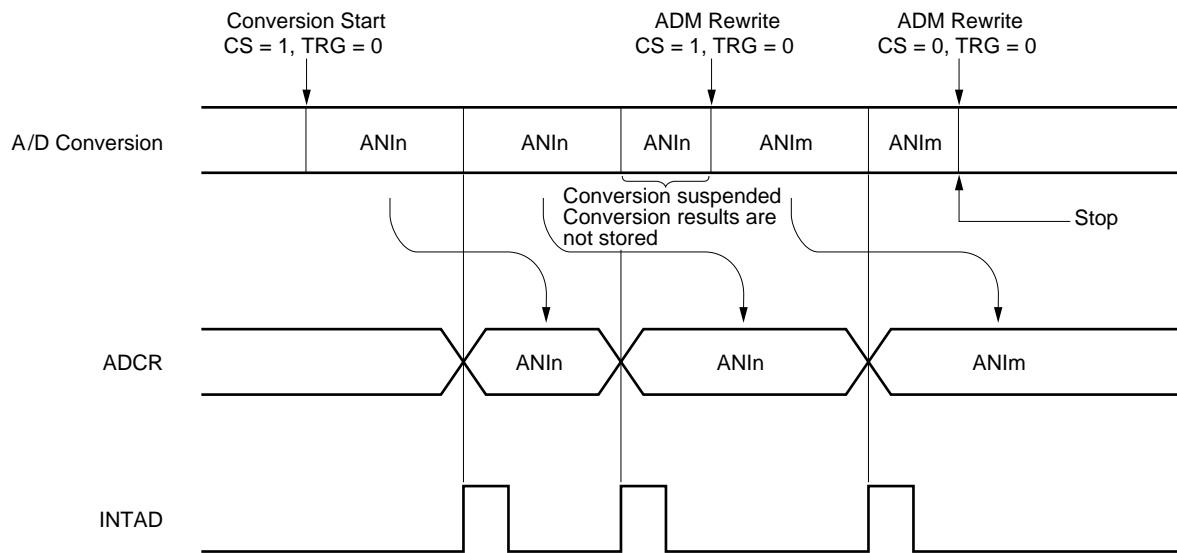 Conversion Start
CS = 1, TRG = 0
ADM Rewrite
CS = 1, TRG = 0
ADM Rewrite
CS = 0, TRG = 0
A/D Conversion
ANIn
ANIn
ANIn
ANIm
ANIm
Conversion suspended
Conversion results are
not stored
Stop
ADCR
ANIn
ANIn
ANIm
INTAD